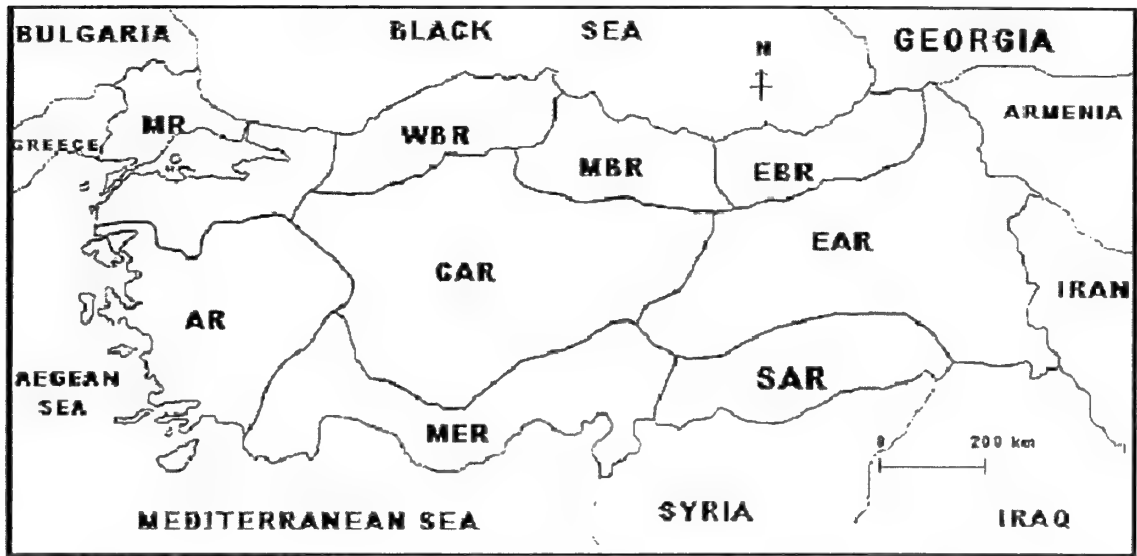 BULGARIA
BLACK SEA
N
GEORGIA
ARMENIA
GREECE
MR
WBR
MBR
EBR
EAR
CAR
IRAN
AR
SAR
AEGEAN
SEA
MER
0 200 km
MEDITERRANEAN SEA
SYRIA
IRAQ